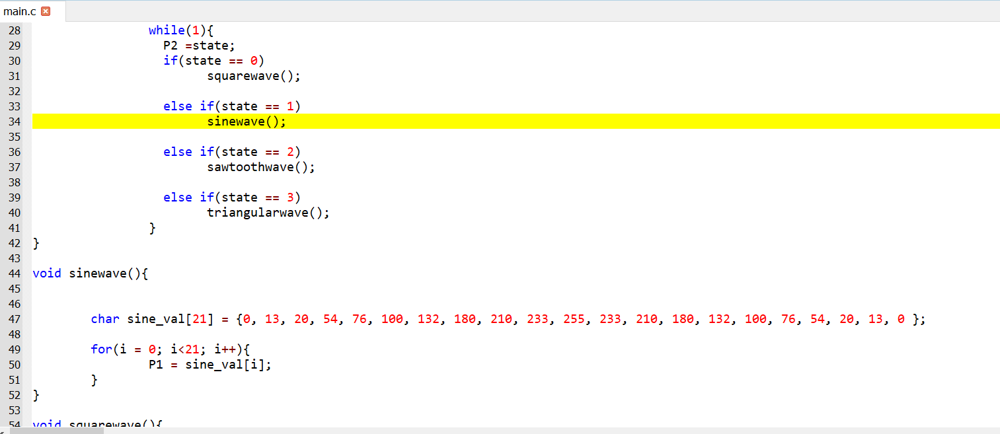 main.c
28 while(1){
29 P2 =state;
30 if(state == 0)
31 squarewave();
32
33 else if(state == 1)
34 sinewave();
35
36 else if(state == 2)
37 sawtoothwave();
38
39 else if(state == 3)
40 triangularwave();
41 }
42 }
43
44 void sinewave(){
45
46
47 char sine_val[21] = {0, 13, 20, 54, 76, 100, 132, 180, 210, 233, 255, 233, 210, 180, 132, 100, 76, 54, 20, 13, 0 };
48
49 for(i = 0; i<21; i++){
50 P1 = sine_val[i];
51 }
52 }
53
54 void squarewave(){